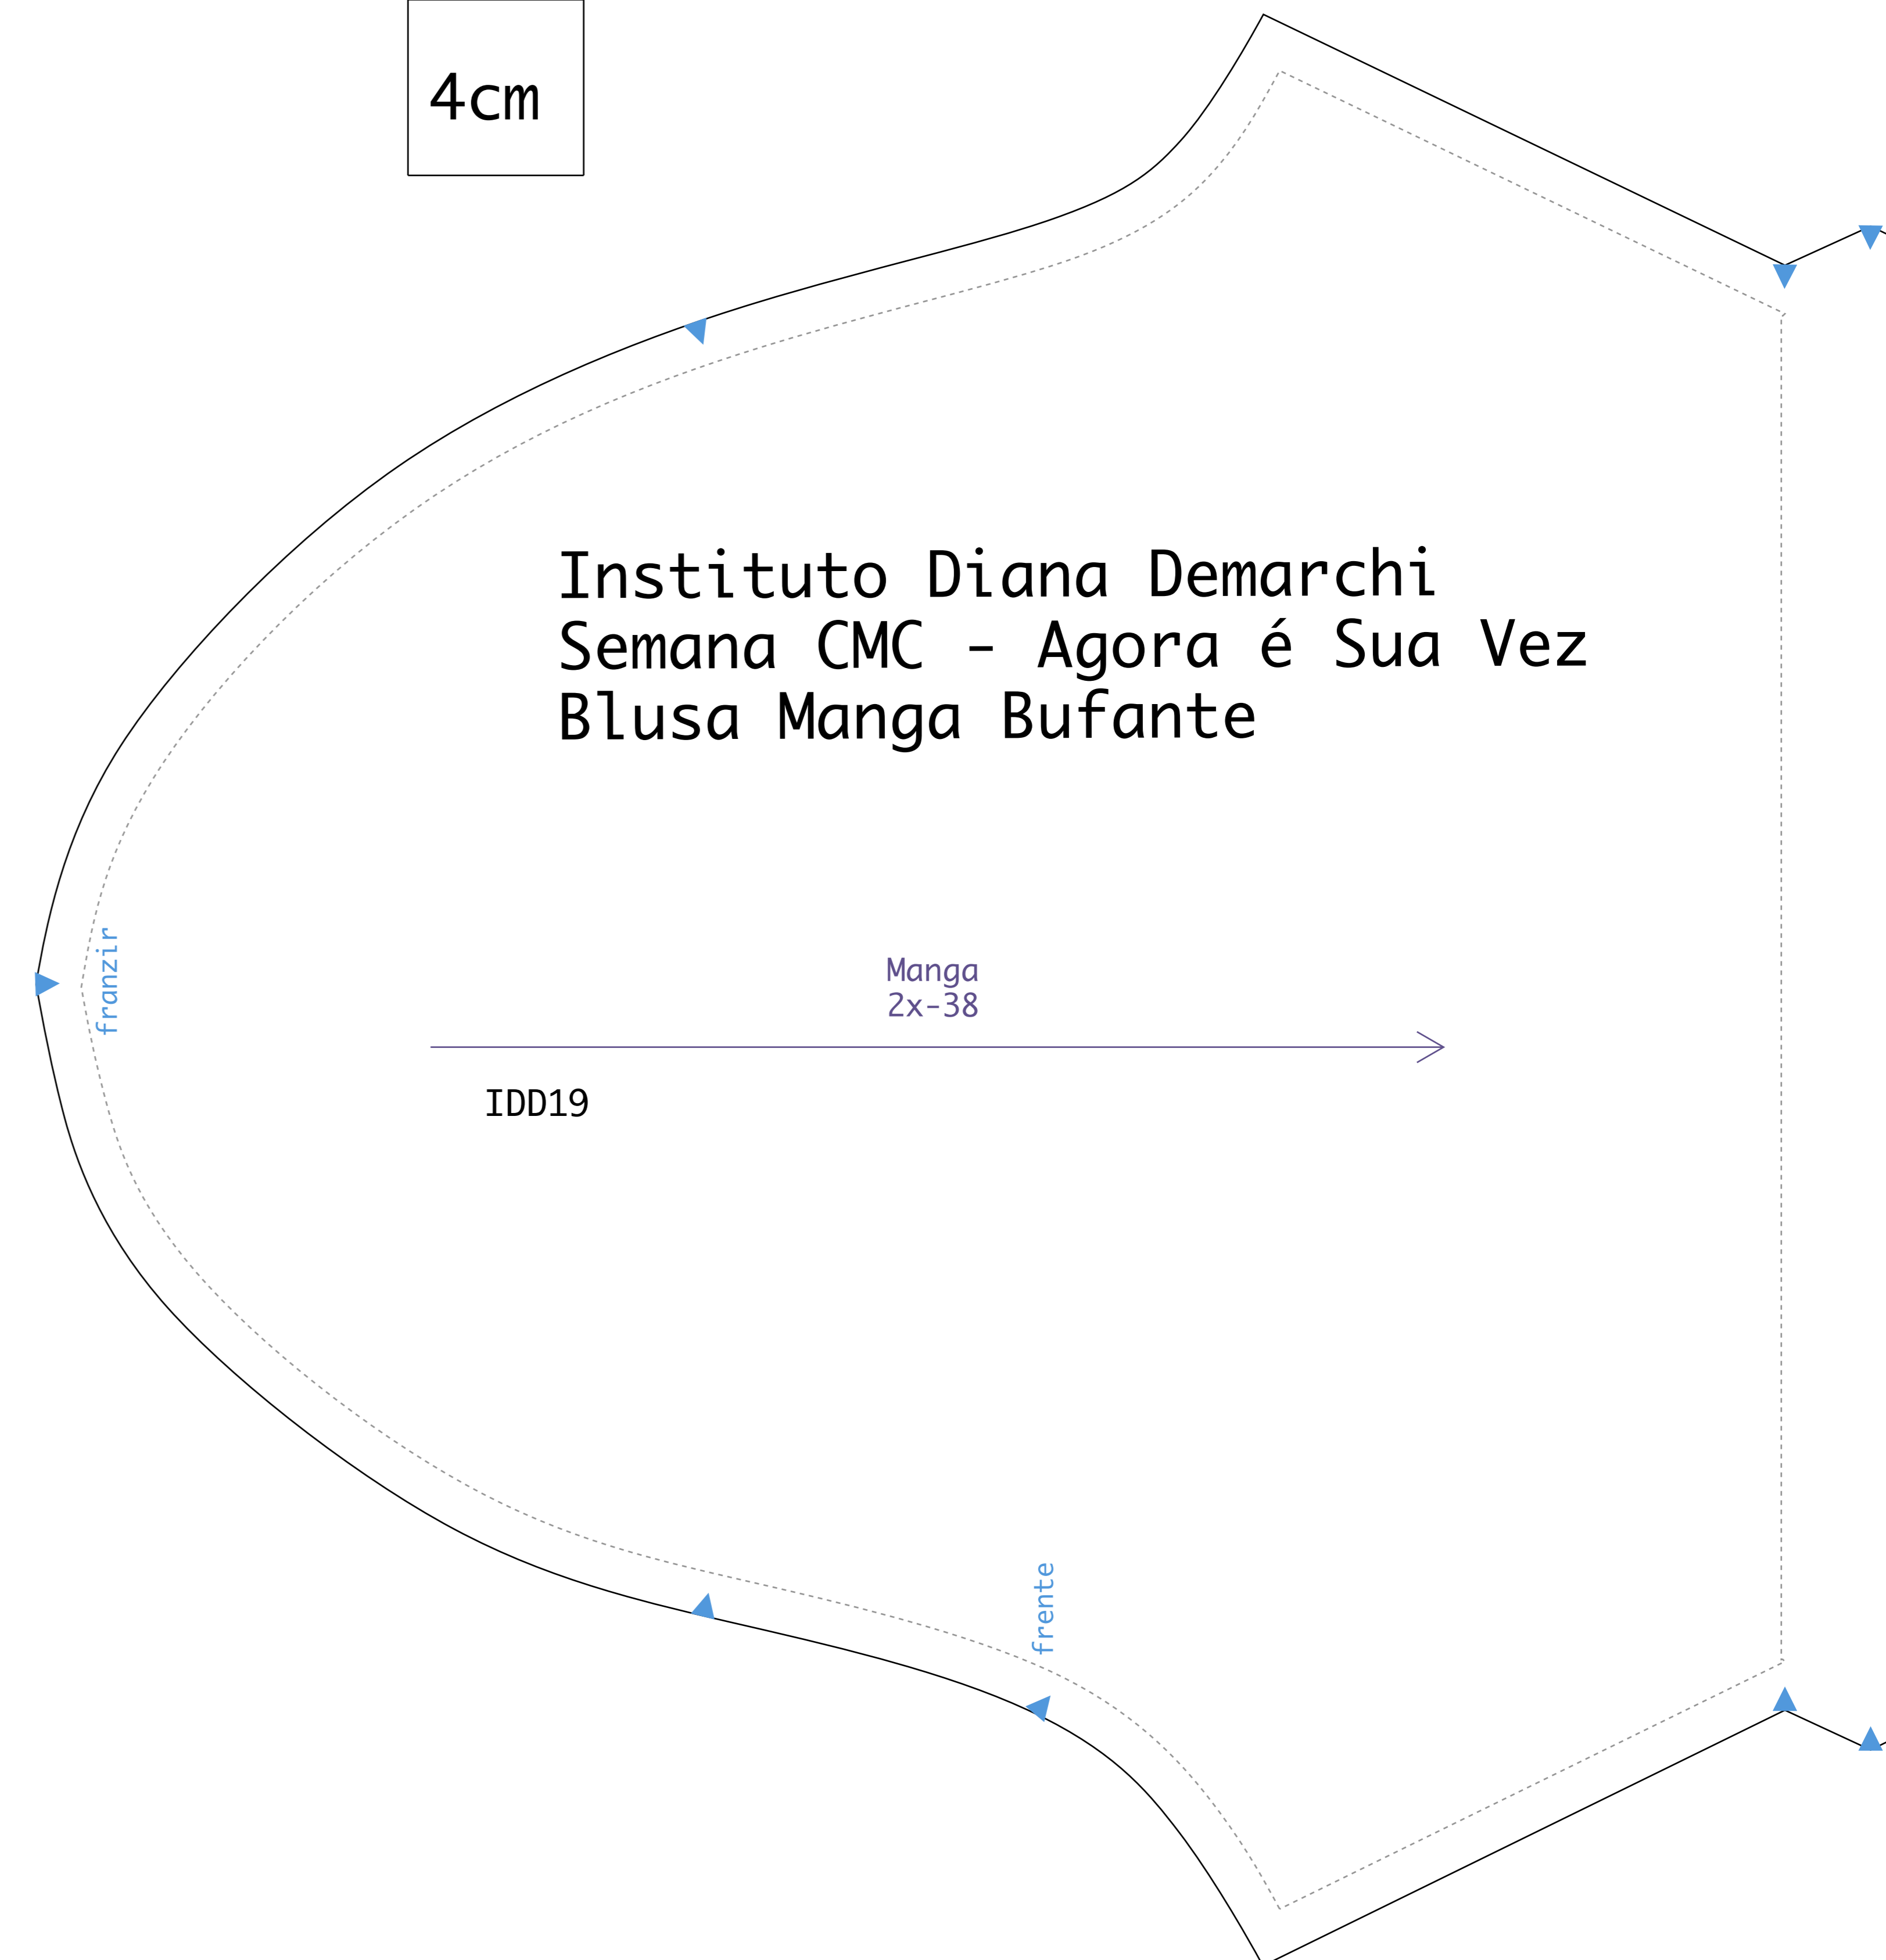 4cm
Instituto Diana Demarchi
Semana CMC - Agora é Sua Vez
Blusa Manga Bufante
franzir
Manga
2x-38
IDD19
frente